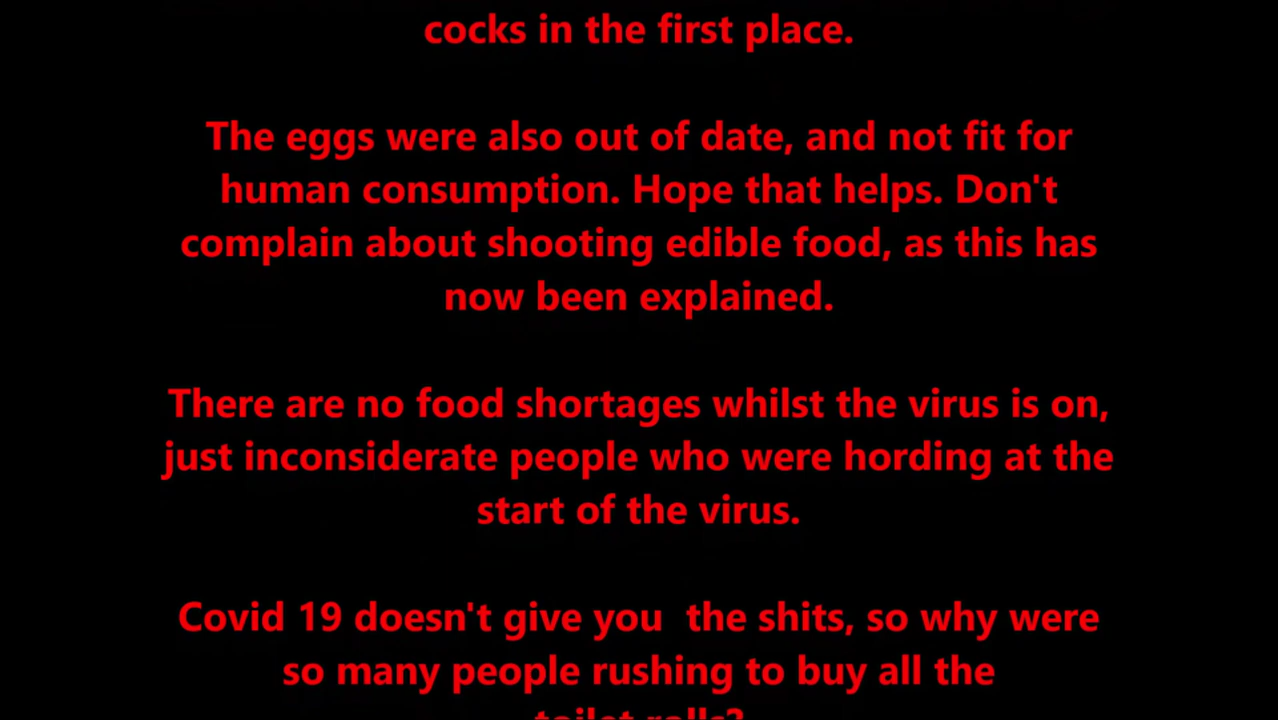 cocks in the first place.
The eggs were also out of date, and not fit for
human consumption. Hope that helps. Don't
complain about shooting edible food, as this has
now been explained.
There are no food shortages whilst the virus is on,
just inconsiderate people who were hording at the
start of the virus.
Covid 19 doesn't give you  the shits, so why were
so many people rushing to buy all the
toilet rolls?